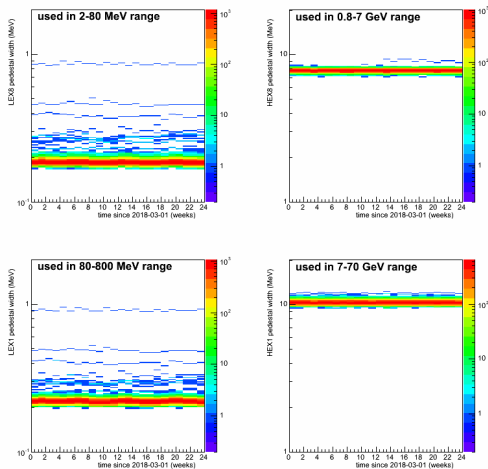 used in 2-80 MeV range
LEX8 pedestal width (MeV)
1
10⁻¹
0 2 4 6 8 10 12 14 16 18 20 22 24
time since 2018-03-01 (weeks)
10³
10²
10
1
used in 0.8-7 GeV range
HEX8 pedestal width (MeV)
10
1
0 2 4 6 8 10 12 14 16 18 20 22 24
time since 2018-03-01 (weeks)
10³
10²
10
1
used in 80-800 MeV range
LEX1 pedestal width (MeV)
1
10⁻¹
0 2 4 6 8 10 12 14 16 18 20 22 24
time since 2018-03-01 (weeks)
10³
10²
10
1
used in 7-70 GeV range
HEX1 pedestal width (MeV)
10
1
0 2 4 6 8 10 12 14 16 18 20 22 24
time since 2018-03-01 (weeks)
10³
10²
10
1